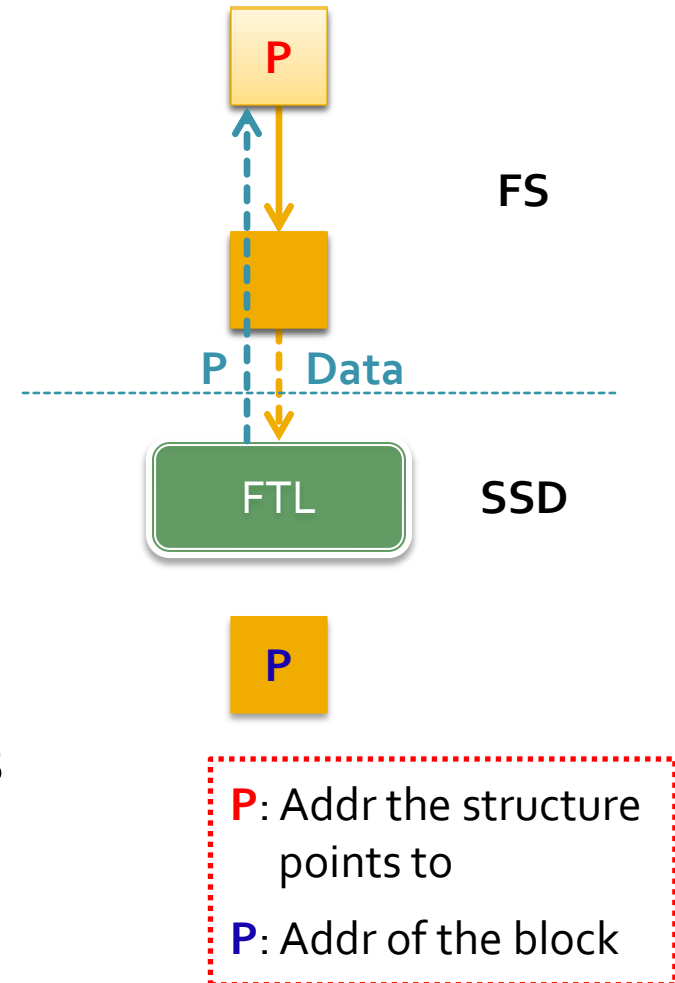 P
FS
P Data
FTL
SSD
P
P: Addr the structure
points to
P: Addr of the block